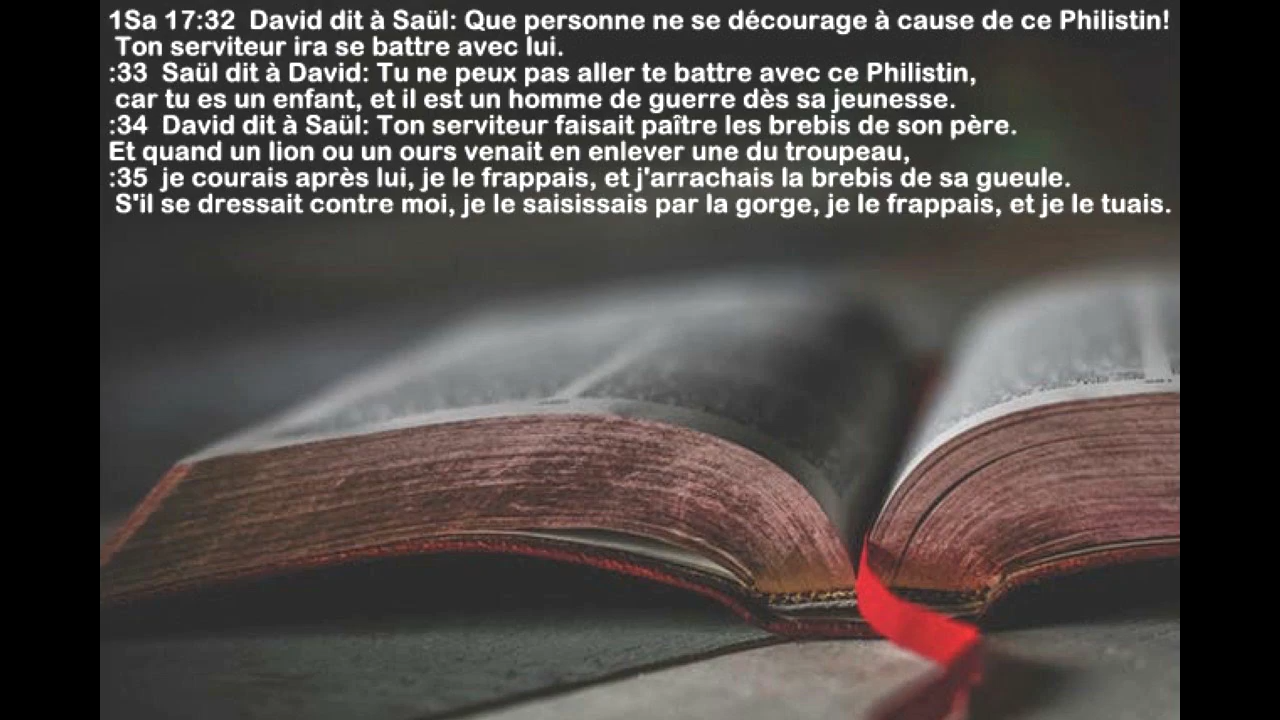 1Sa 17:32  David dit à Saül: Que personne ne se décourage à cause de ce Philistin!
Ton serviteur ira se battre avec lui.
:33  Saül dit à David: Tu ne peux pas aller te battre avec ce Philistin,
car tu es un enfant, et il est un homme de guerre dès sa jeunesse.
:34  David dit à Saül: Ton serviteur faisait paître les brebis de son père.
Et quand un lion ou un ours venait en enlever une du troupeau,
:35  je courais après lui, je le frappais, et j'arrachais la brebis de sa gueule.
S'il se dressait contre moi, je le saisissais par la gorge, je le frappais, et je le tuais.